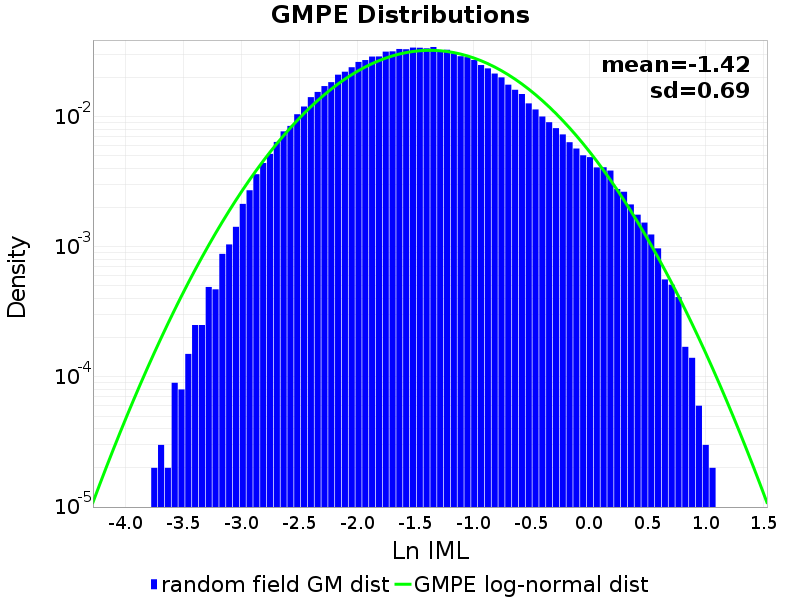 GMPE Distributions
mean=-1.42
sd=0.69
10-2
10-3
10-4
10-5
Density
-4.0 -3.5 -3.0 -2.5 -2.0 -1.5 -1.0 -0.5 0.0 0.5 1.0 1.5
Ln IML
random field GM dist GMPE log-normal dist